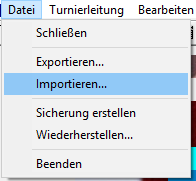 Datei Turnierleitung Bearbeiten
Schließen
Exportieren...
Importieren...
Sicherung erstellen
Wiederherstellen...
Beenden